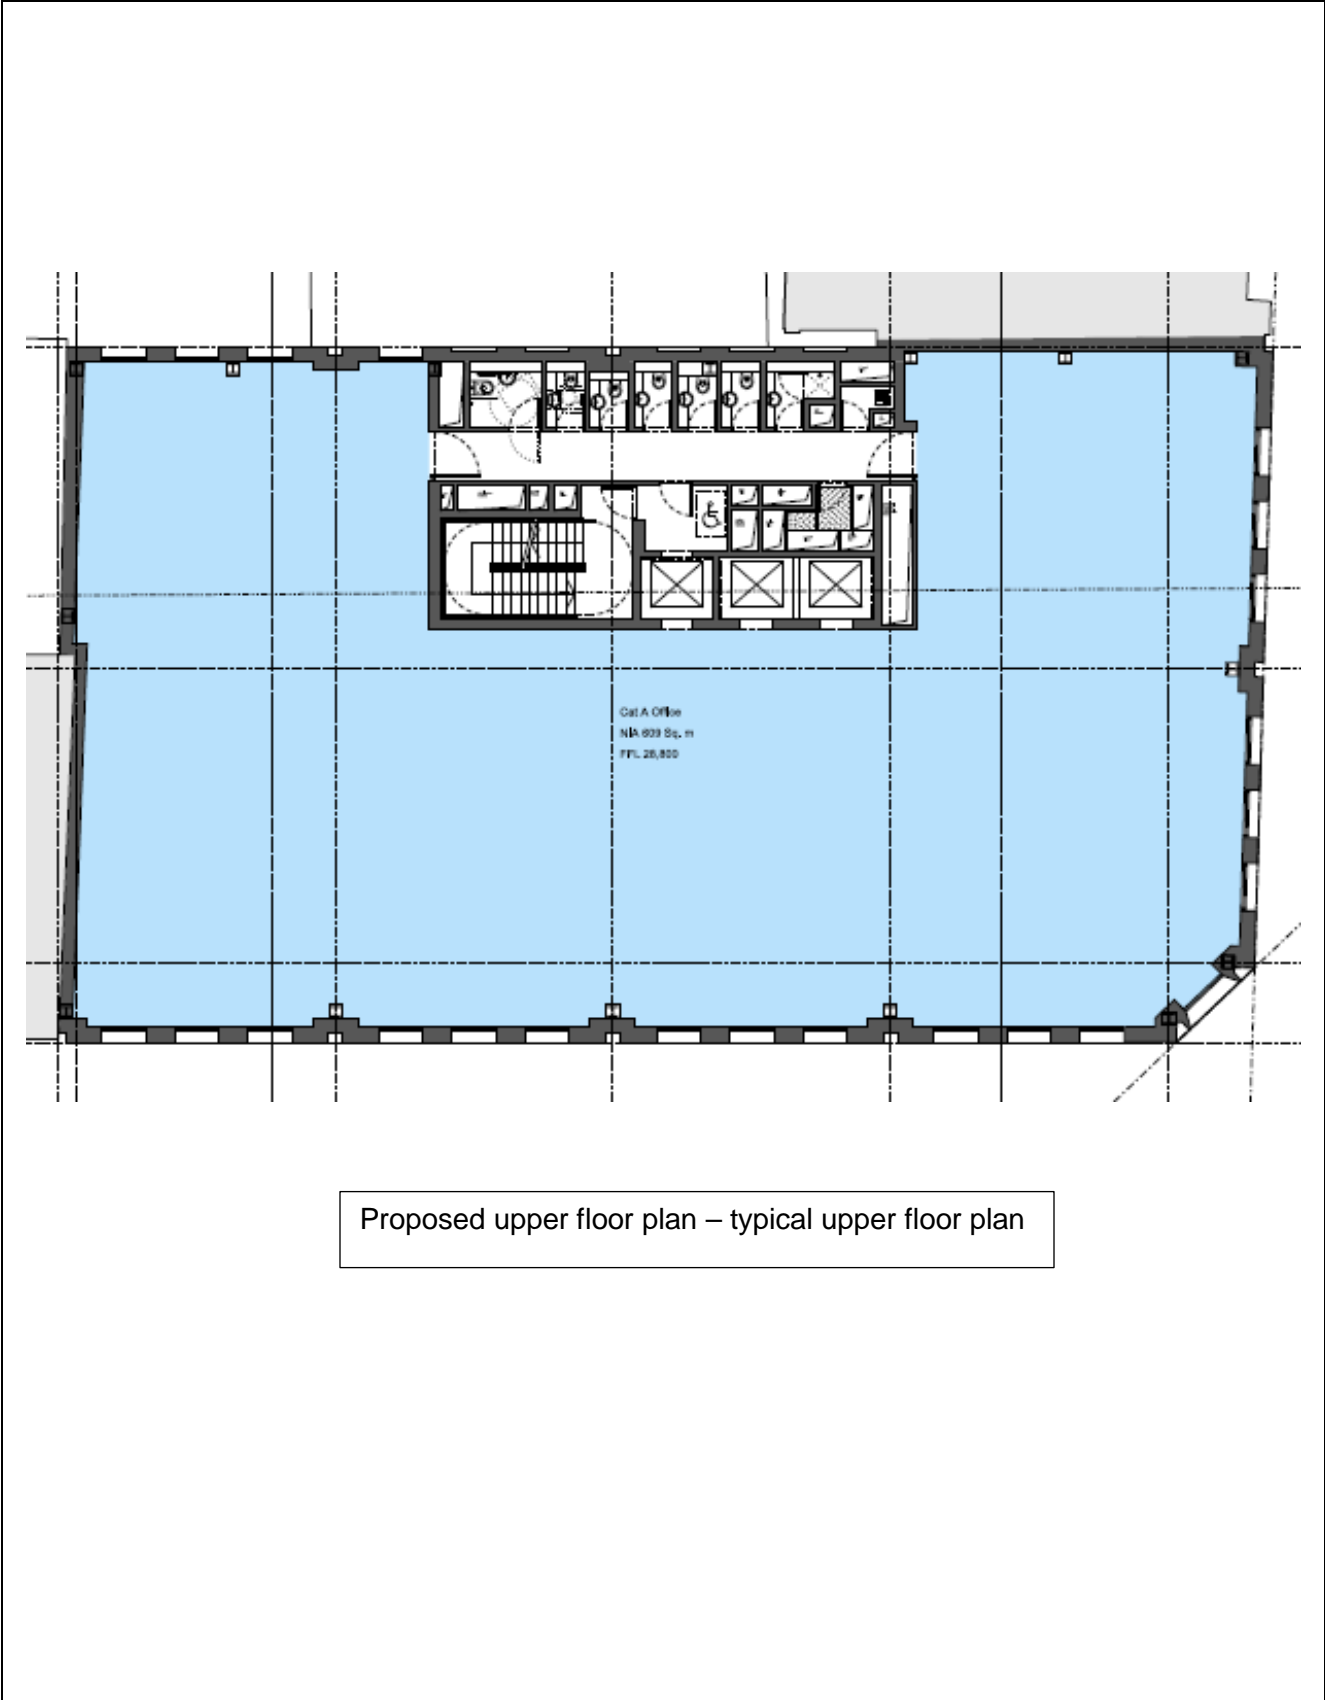 Cat A Office
NIA 609 Sq. m
FFL 28,800
Proposed upper floor plan – typical upper floor plan